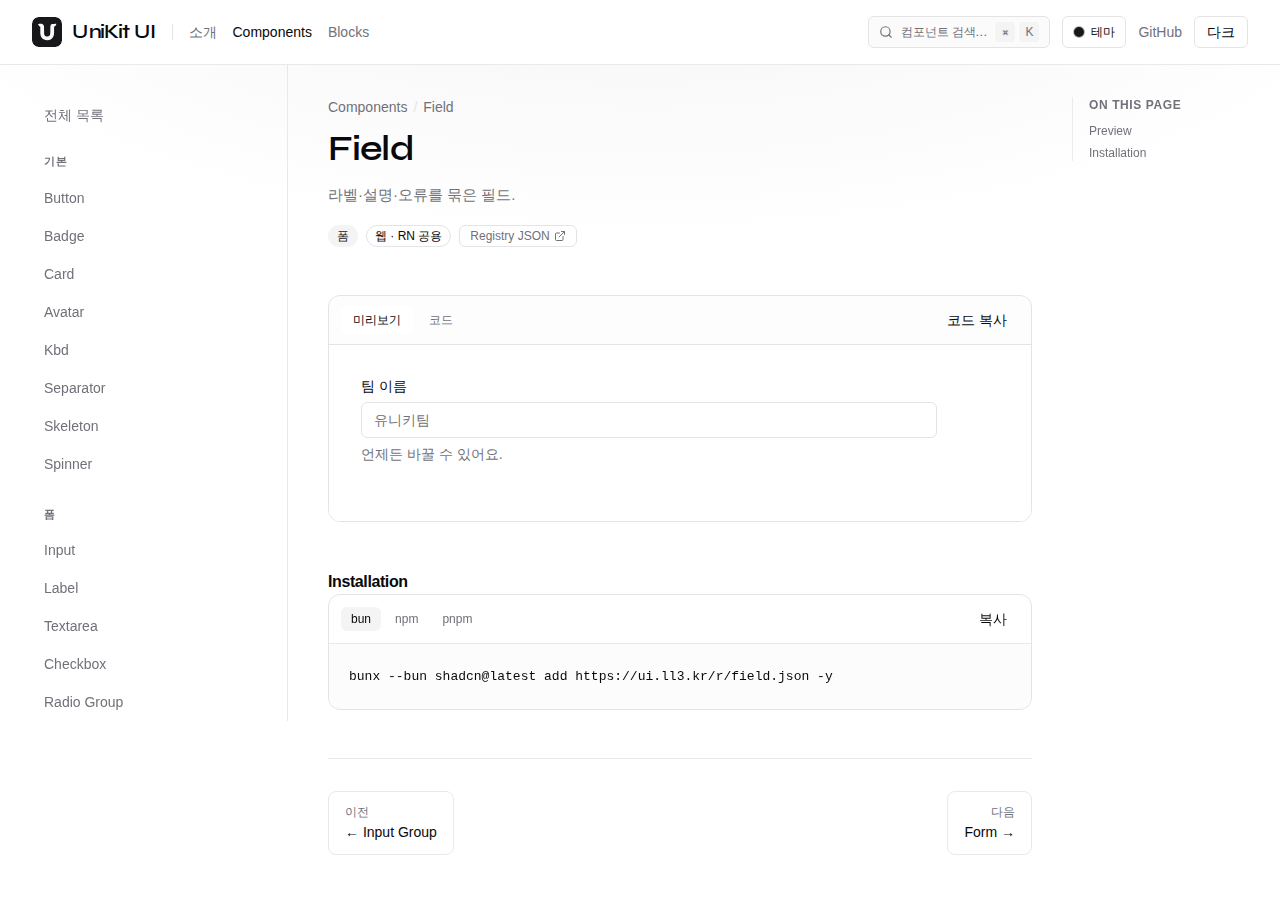 UniKit UI
소개
Components
Blocks
컴포넌트 검색…
⌘ K
테마
GitHub
다크
전체 목록
기본
Button
Badge
Card
Avatar
Kbd
Separator
Skeleton
Spinner
폼
Input
Label
Textarea
Checkbox
Radio Group
Components / Field
Field
라벨·설명·오류를 묶은 필드.
폼
웹 · RN 공용
Registry JSON
미리보기
코드
코드 복사
팀 이름
유니키팀
언제든 바꿀 수 있어요.
Installation
bun
npm
pnpm
복사
bunx --bun shadcn@latest add https://ui.ll3.kr/r/field.json -y
이전
← Input Group
다음
Form →
ON THIS PAGE
Preview
Installation